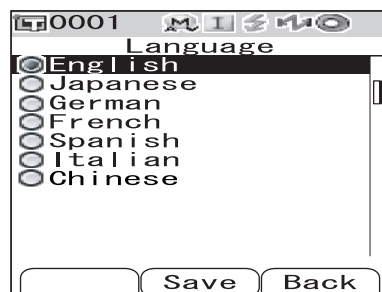 0001 M I
Language
English
Japanese
German
French
Spanish
Italian
Chinese
Save Back